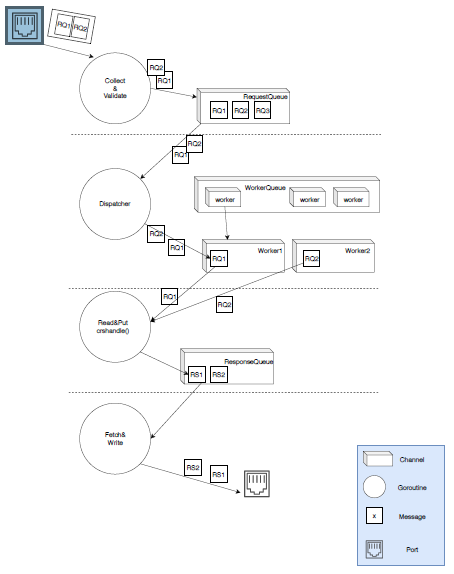 RQ1 RQ2
Collect
&
Validate
RQ2
RQ1
RequestQueue
RQ1 RQ2 RQ3
RQ2
RQ1
Dispatcher
WorkerQueue
worker worker worker
RQ2
RQ1
Worker1
RQ1
Worker2
RQ2
RQ1
RQ2
Read&Put
crshandle()
ResponseQueue
RS1 RS2
Fetch&
Write
RS2
RS1
Channel
Goroutine
x
Message
Port